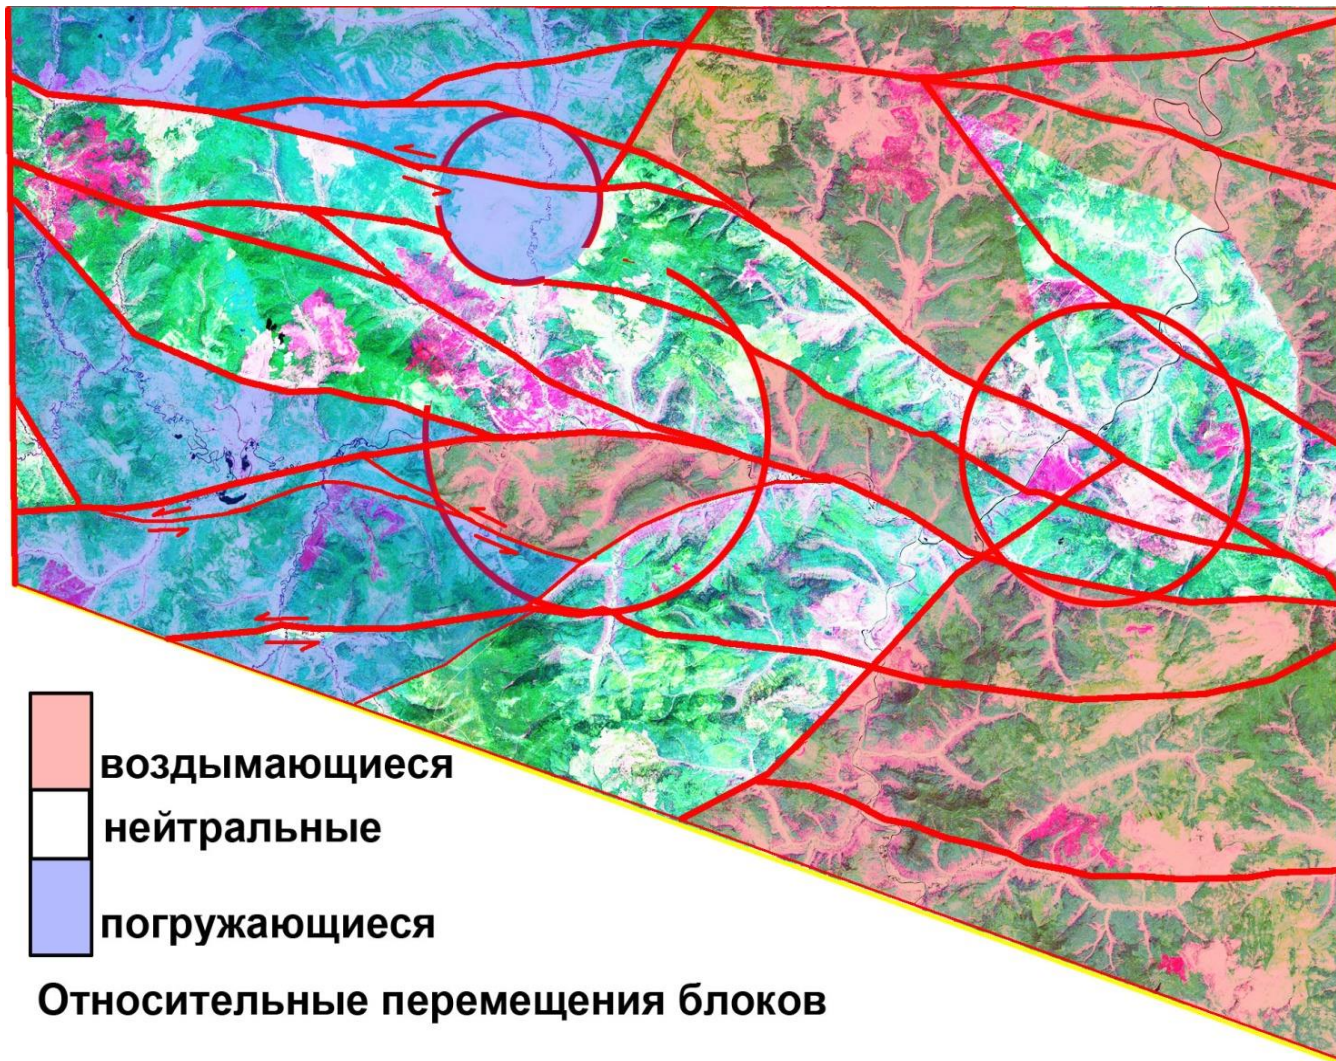 воздымающиеся
нейтральные
погружающиеся
Относительные перемещения блоков